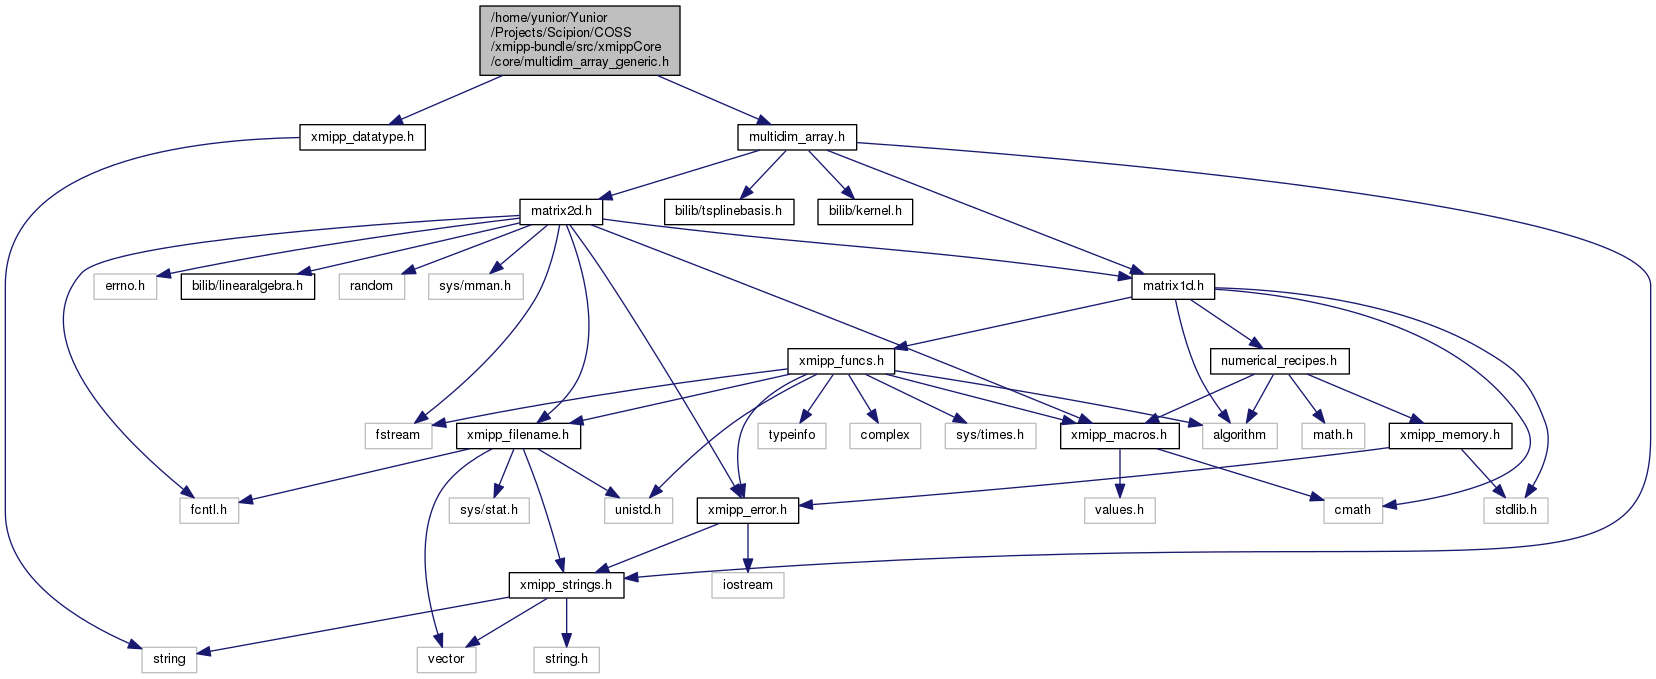 /home/yunior/Yunior
/Projects/Scipion/COSS
/xmipp-bundle/src/xmippCore
/core/multidim_array_generic.h
xmipp_datatype.h
multidim_array.h
matrix2d.h
bilib/tsplinebasis.h
bilib/kernel.h
errno.h
bilib/linearalgebra.h
random
sys/mman.h
matrix1d.h
xmipp_funcs.h
numerical_recipes.h
fstream
xmipp_filename.h
typeinfo
complex
sys/times.h
xmipp_macros.h
algorithm
math.h
xmipp_memory.h
fcntl.h
sys/stat.h
unistd.h
xmipp_error.h
values.h
cmath
stdlib.h
xmipp_strings.h
iostream
string
vector
string.h